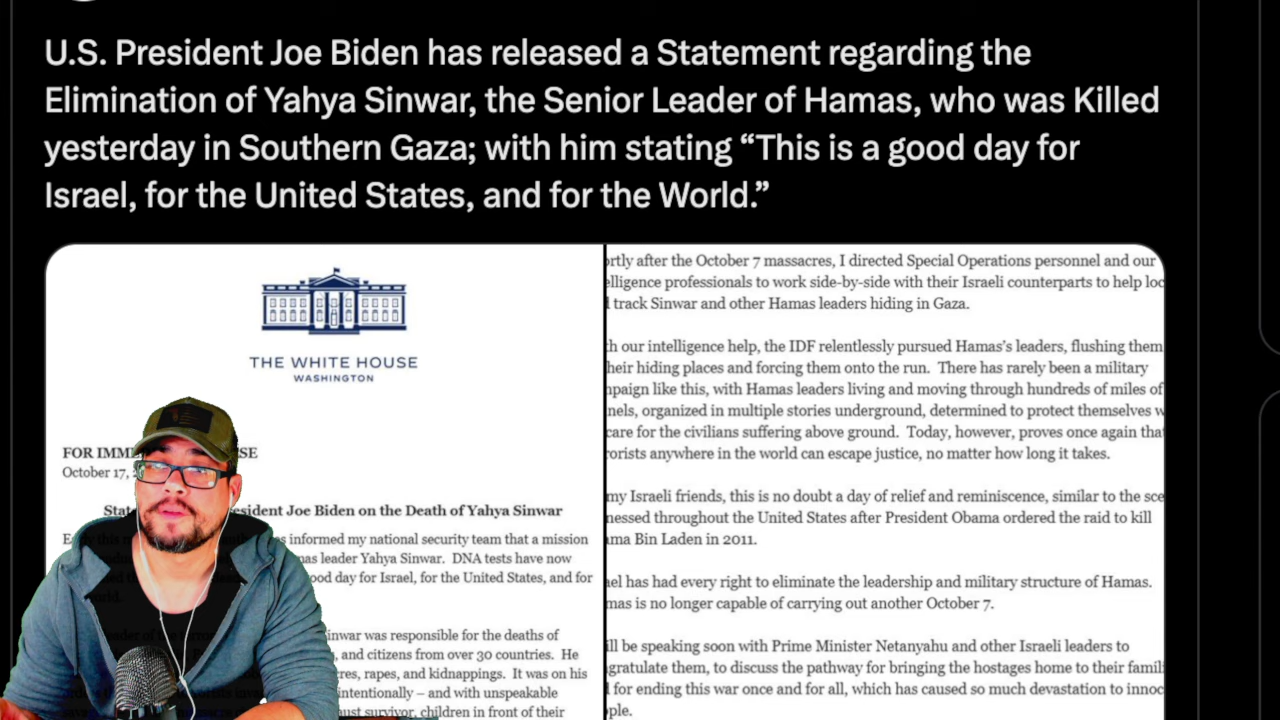 U.S. President Joe Biden has released a Statement regarding the
Elimination of Yahya Sinwar, the Senior Leader of Hamas, who was Killed
yesterday in Southern Gaza; with him stating “This is a good day for
Israel, for the United States, and for the World.”
THE WHITE HOUSE
WASHINGTON
FOR IMM SE
October 17,
Stat esident Joe Biden on the Death of Yahya Sinwar
informed my national security team that a mission
as leader Yahya Sinwar. DNA tests have now
ood day for Israel, for the United States, and for
orld.
eader of the terror inwar was responsible for the deaths of
, and citizens from over 30 countries. He
res, rapes, and kidnappings. It was on his
intentionally – and with unspeakable
ust survivor, children in front of their
rtly after the October 7 massacres, I directed Special Operations personnel and our
elligence professionals to work side-by-side with their Israeli counterparts to help loc
track Sinwar and other Hamas leaders hiding in Gaza.
h our intelligence help, the IDF relentlessly pursued Hamas’s leaders, flushing them
heir hiding places and forcing them onto the run. There has rarely been a military
paign like this, with Hamas leaders living and moving through hundreds of miles of
nels, organized in multiple stories underground, determined to protect themselves w
care for the civilians suffering above ground. Today, however, proves once again that
rorists anywhere in the world can escape justice, no matter how long it takes.
my Israeli friends, this is no doubt a day of relief and reminiscence, similar to the sce
nessed throughout the United States after President Obama ordered the raid to kill
ama Bin Laden in 2011.
ael has had every right to eliminate the leadership and military structure of Hamas.
mas is no longer capable of carrying out another October 7.
ill be speaking soon with Prime Minister Netanyahu and other Israeli leaders to
gratulate them, to discuss the pathway for bringing the hostages home to their famili
for ending this war once and for all, which has caused so much devastation to innoc
ple.